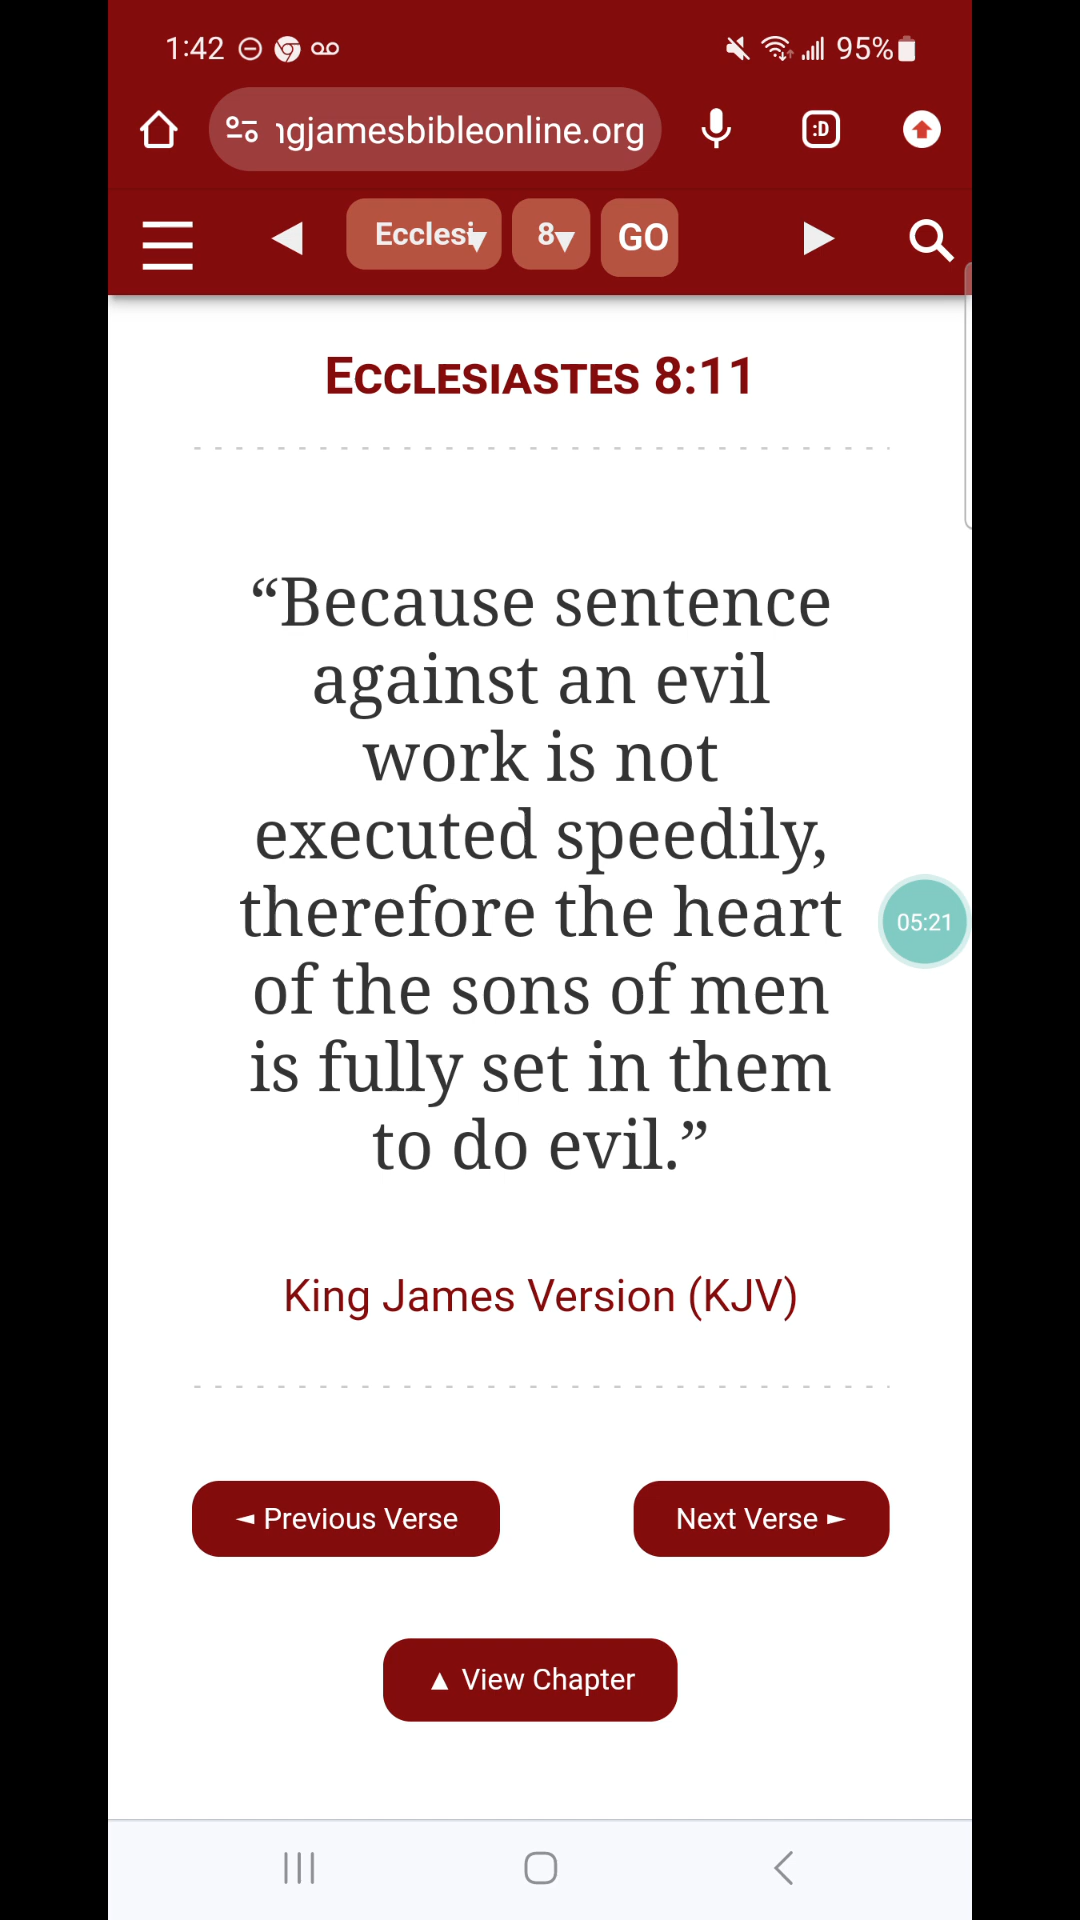 1:42
95%
ngjamesbibleonline.org
:D
Ecclesi
8
GO
ECCLESIASTES 8:11
“Because sentence
against an evil
work is not
executed speedily,
therefore the heart
of the sons of men
is fully set in them
to do evil.”
05:21
King James Version (KJV)
◄ Previous Verse
Next Verse ►
▲ View Chapter